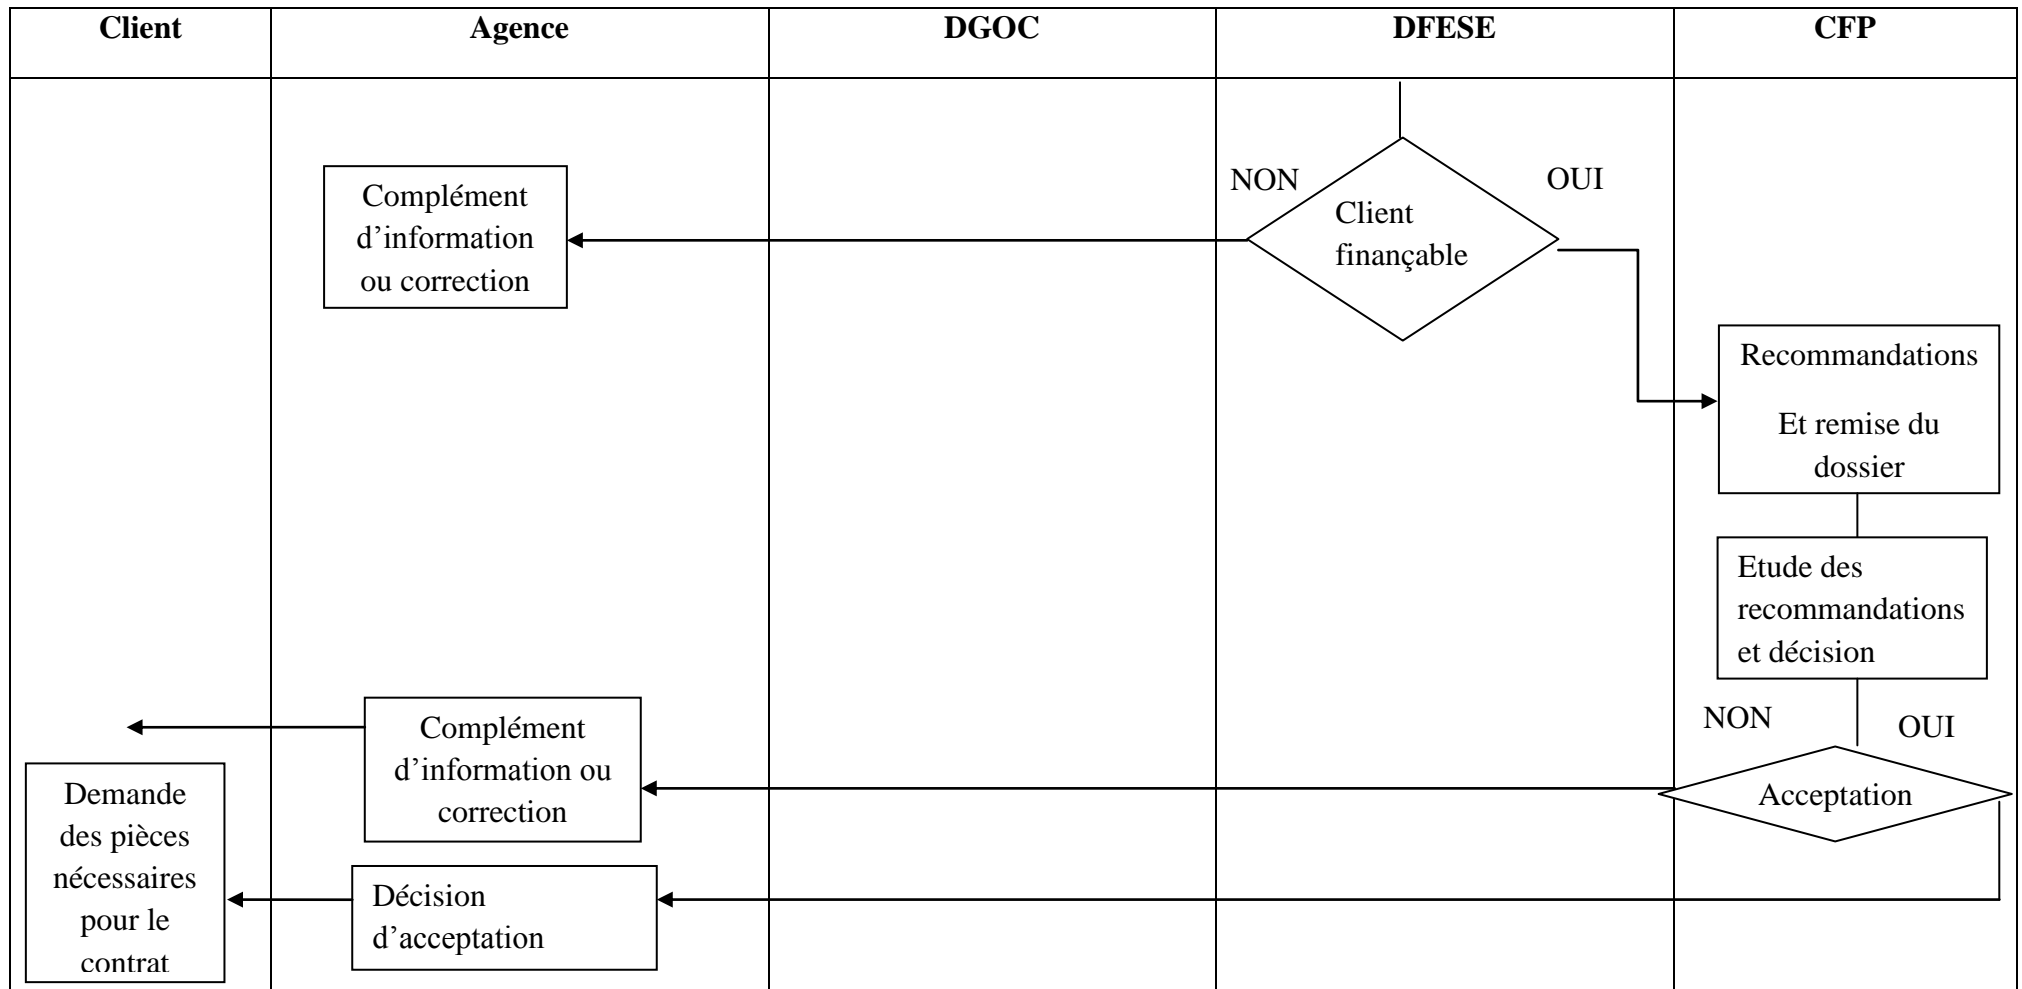 Client
Agence
DGOC
DFESE
CFP
NON
OUI
Client
finançable
Complément
d’information
ou correction
Recommandations
Et remise du
dossier
Etude des
recommandations
et décision
NON
OUI
Acceptation
Complément
d’information ou
correction
Demande
des pièces
nécessaires
pour le
contrat
Décision
d’acceptation